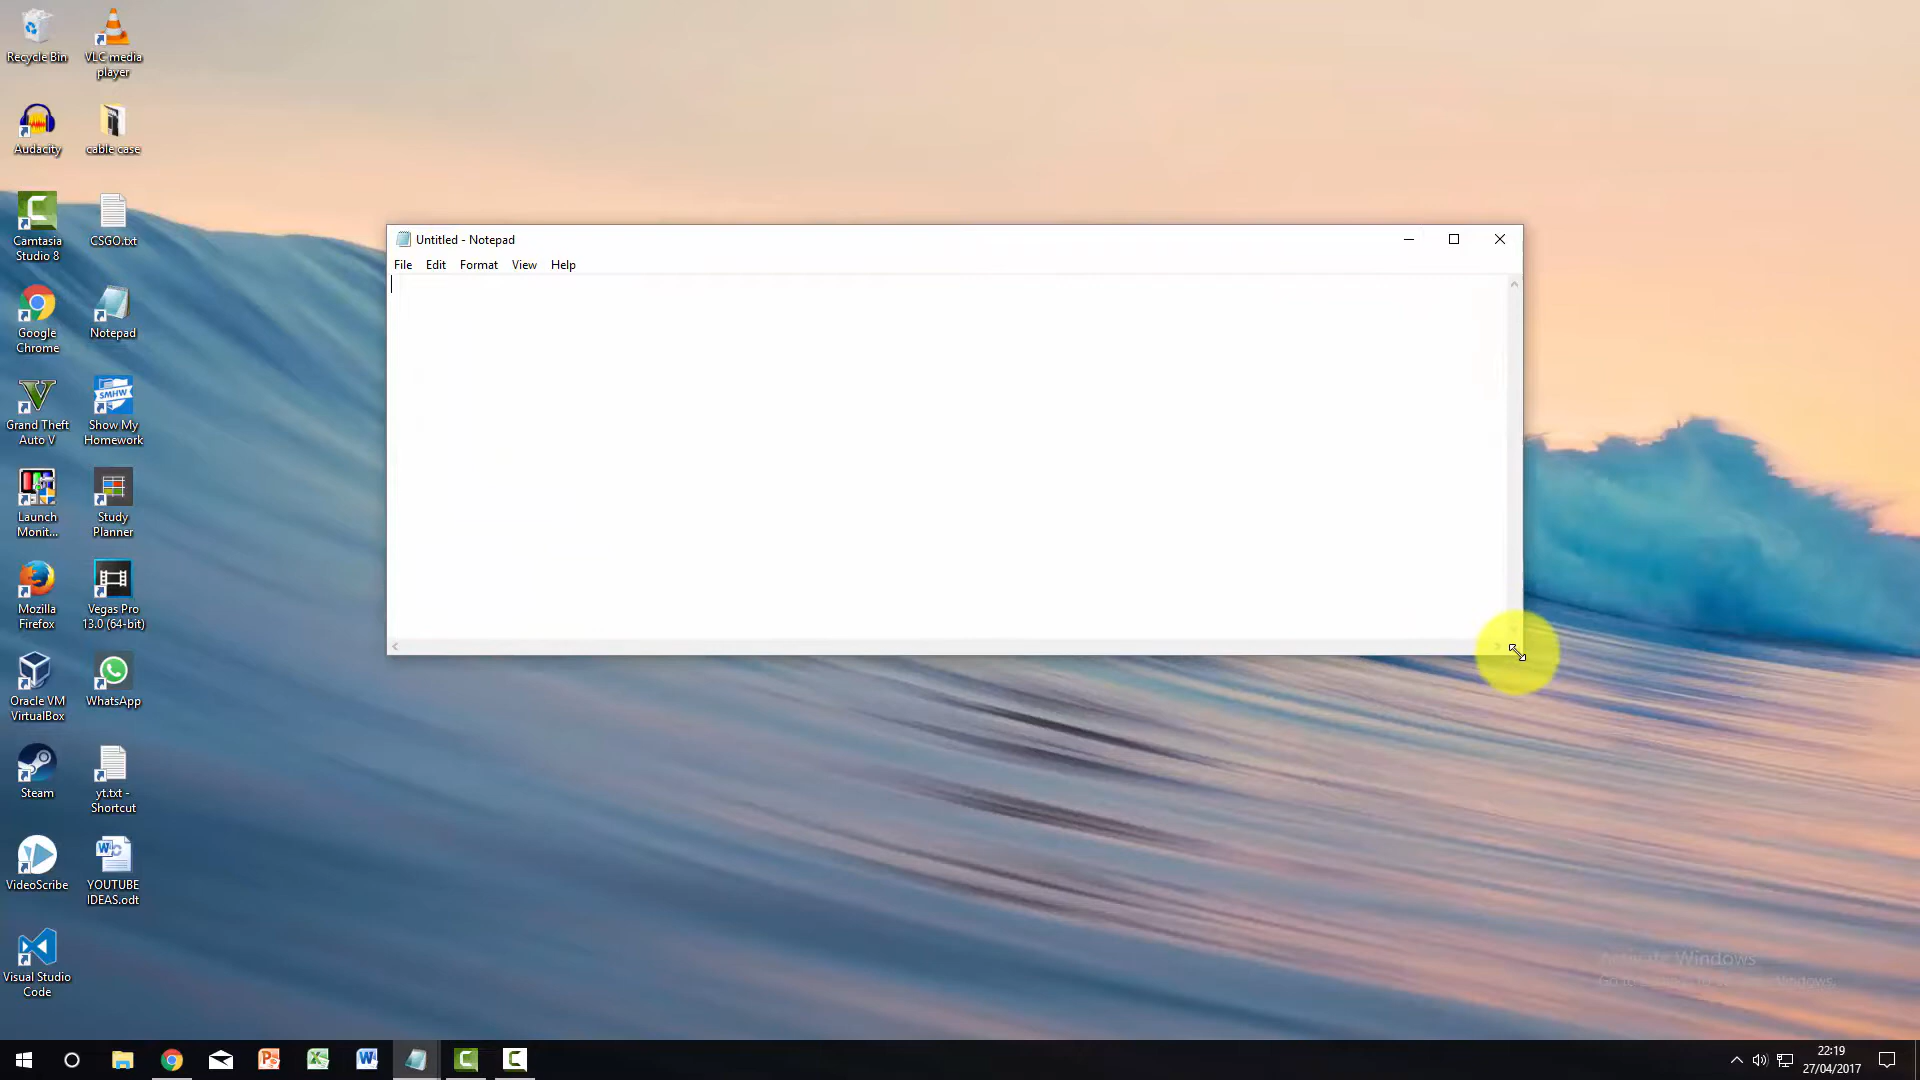 Recycle Bin
VLC media
player
Audacity
cable case
Camtasia
Studio 8
CSGO.txt
Google
Chrome
Notepad
Grand Theft
Auto V
SMHW
Show My
Homework
Launch
Monit...
Study
Planner
Mozilla
Firefox
Vegas Pro
13.0 (64-bit)
Oracle VM
VirtualBox
WhatsApp
Steam
yt.txt -
Shortcut
VideoScribe
YOUTUBE
IDEAS.odt
Visual Studio
Code
Untitled - Notepad
File Edit Format View Help
Activate Windows
22:19
27/04/2017